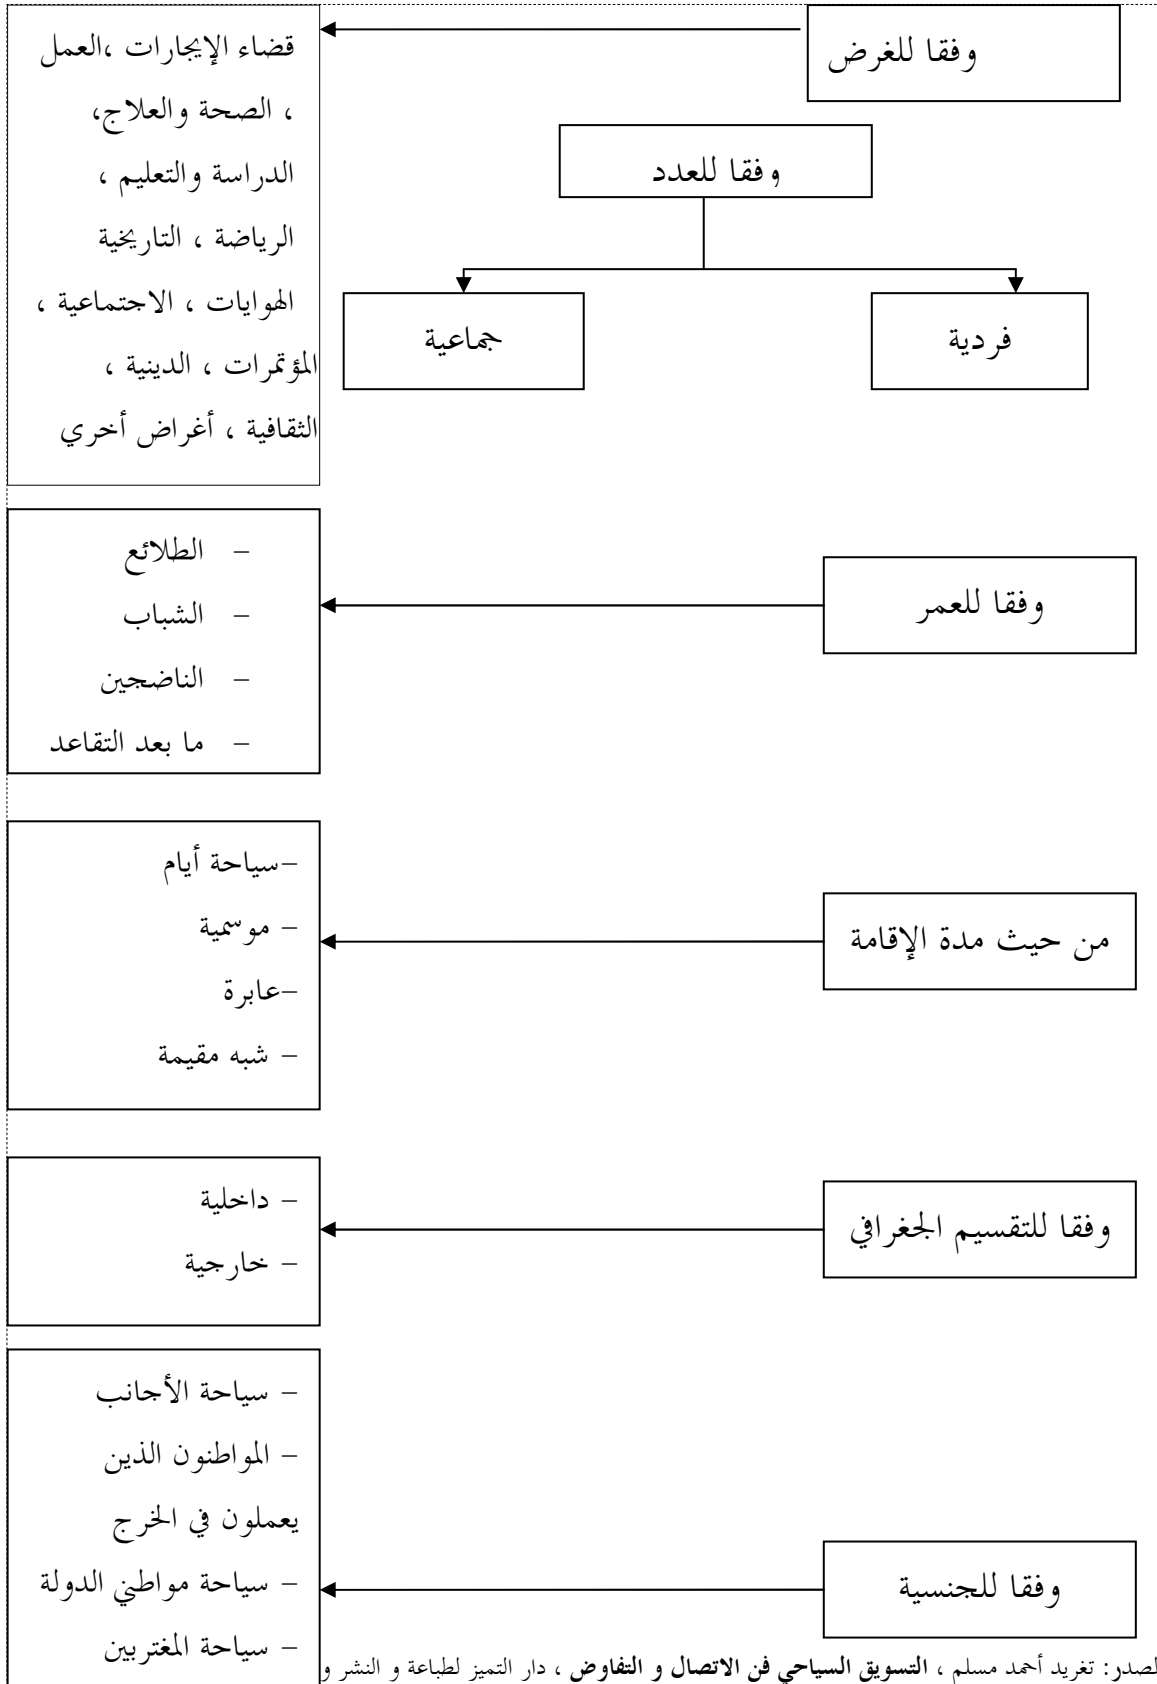 وفقا للغرض
قضاء الإيجارات ،العمل
، الصحة والعلاج،
الدراسة والتعليم ،
الرياضة ، التاريخية
الهوايات ، الاجتماعية ،
المؤتمرات ، الدينية ،
الثقافية ، أغراض أخري
وفقا للعدد
فردية
جماعية
وفقا للعمر
– الطلائع
– الشباب
– الناضجين
– ما بعد التقاعد
من حيث مدة الإقامة
–سياحة أيام
– موسمية
–عابرة
– شبه مقيمة
وفقا للتقسيم الجغرافي
– داخلية
– خارجية
وفقا للجنسية
– سياحة الأجانب
– المواطنون الذين
يعملون في الخرج
– سياحة مواطني الدولة
– سياحة المغتربين
لصدر: تغريد أحمد مسلم ، التسويق السياحي فن الاتصال و التفاوض ، دار التميز لطباعة و النشر و